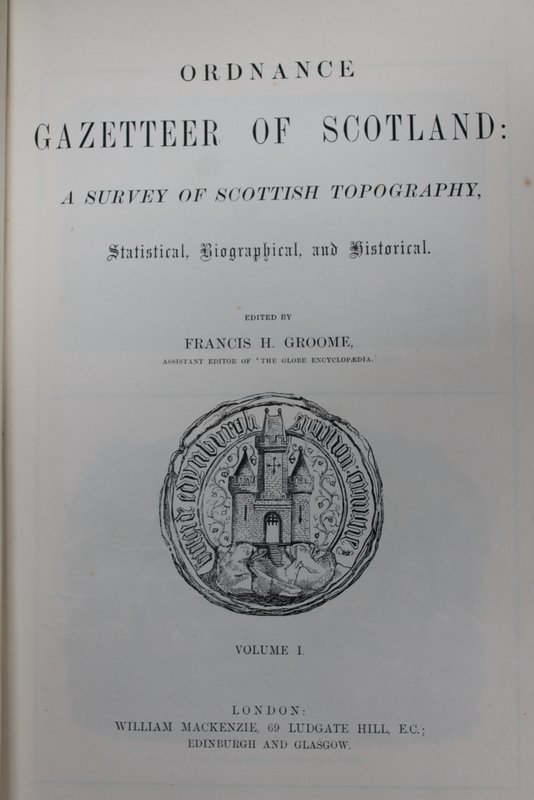 ORDNANCE
GAZETTEER OF SCOTLAND:
A SURVEY OF SCOTTISH TOPOGRAPHY,
Statistical, Biographical, and Historical.
EDITED BY
FRANCIS H. GROOME,
ASSISTANT EDITOR OF 'THE GLOBE ENCYCLOPÆDIA.'
VOLUME I.
LONDON:
WILLIAM MACKENZIE, 69 LUDGATE HILL, E.C.;
EDINBURGH AND GLASGOW.